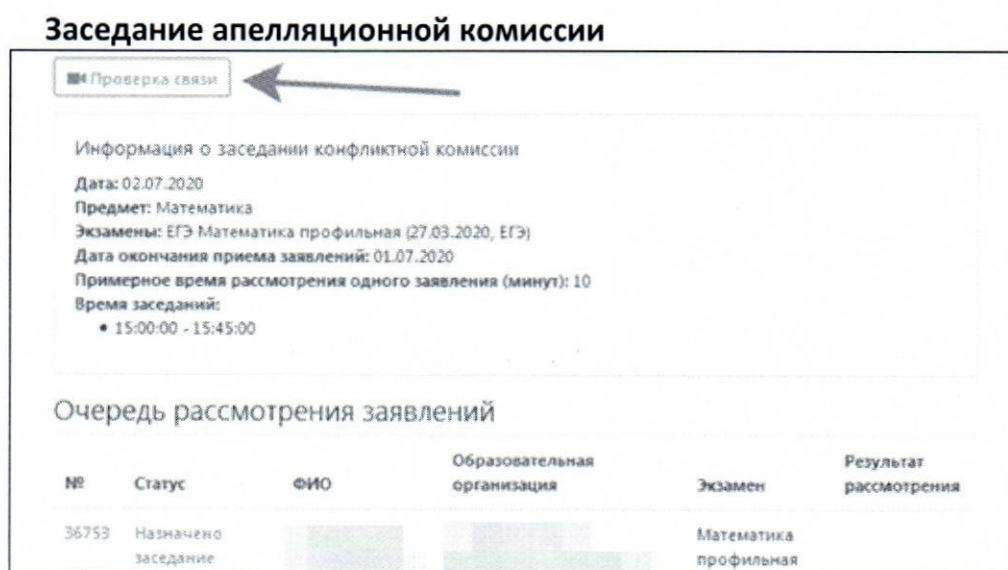 Заседание апелляционной комиссии
Проверка связи
Информация о заседании конфликтной комиссии
Дата: 02.07.2020
Предмет: Математика
Экзамены: ЕГЭ Математика профильная (27.03.2020, ЕГЭ)
Дата окончания приема заявлений: 01.07.2020
Примерное время рассмотрения одного заявления (минут): 10
Время заседаний:
• 15:00:00 - 15:45:00
Очередь рассмотрения заявлений
№ Статус ФИО Образовательная организация Экзамен Результат рассмотрения
36753 Назначено заседание Математика профильная